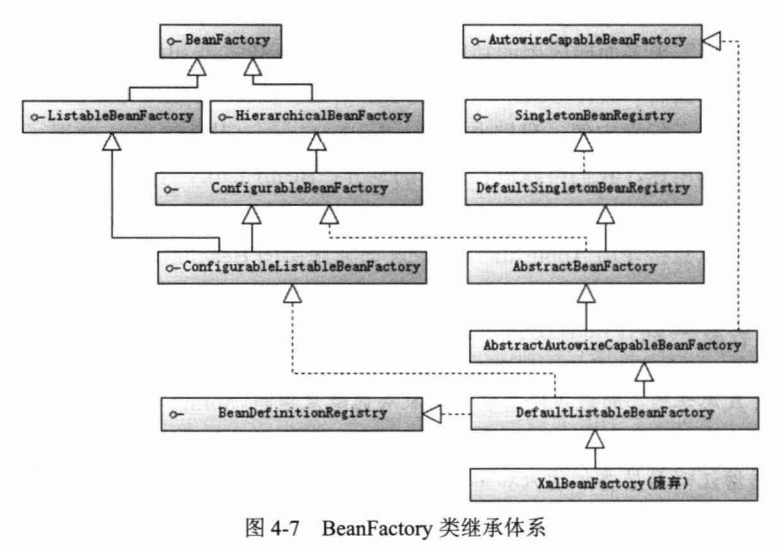 BeanFactory
AutowireCapableBeanFactory
ListableBeanFactory
HierarchicalBeanFactory
SingletonBeanRegistry
ConfigurableBeanFactory
DefaultSingletonBeanRegistry
ConfigurableListableBeanFactory
AbstractBeanFactory
AbstractAutowireCapableBeanFactory
BeanDefinitionRegistry
DefaultListableBeanFactory
XmlBeanFactory(废弃)
图 4-7 BeanFactory 类继承体系